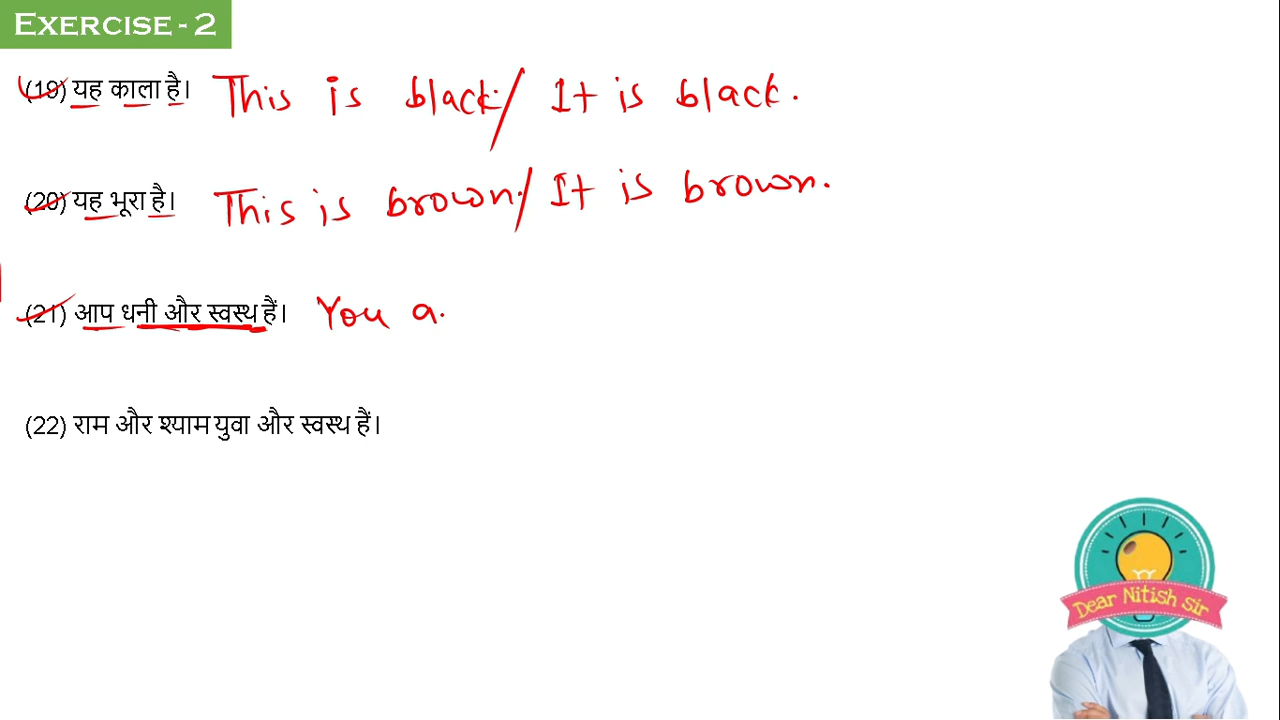 EXERCISE - 2
(19) यह काला है। This is black. / It is black.
(20) यह भूरा है। This is brown. / It is brown.
(21) आप धनी और स्वस्थ हैं। You a.
(22) राम और श्याम युवा और स्वस्थ हैं।
Dear Nitish sir